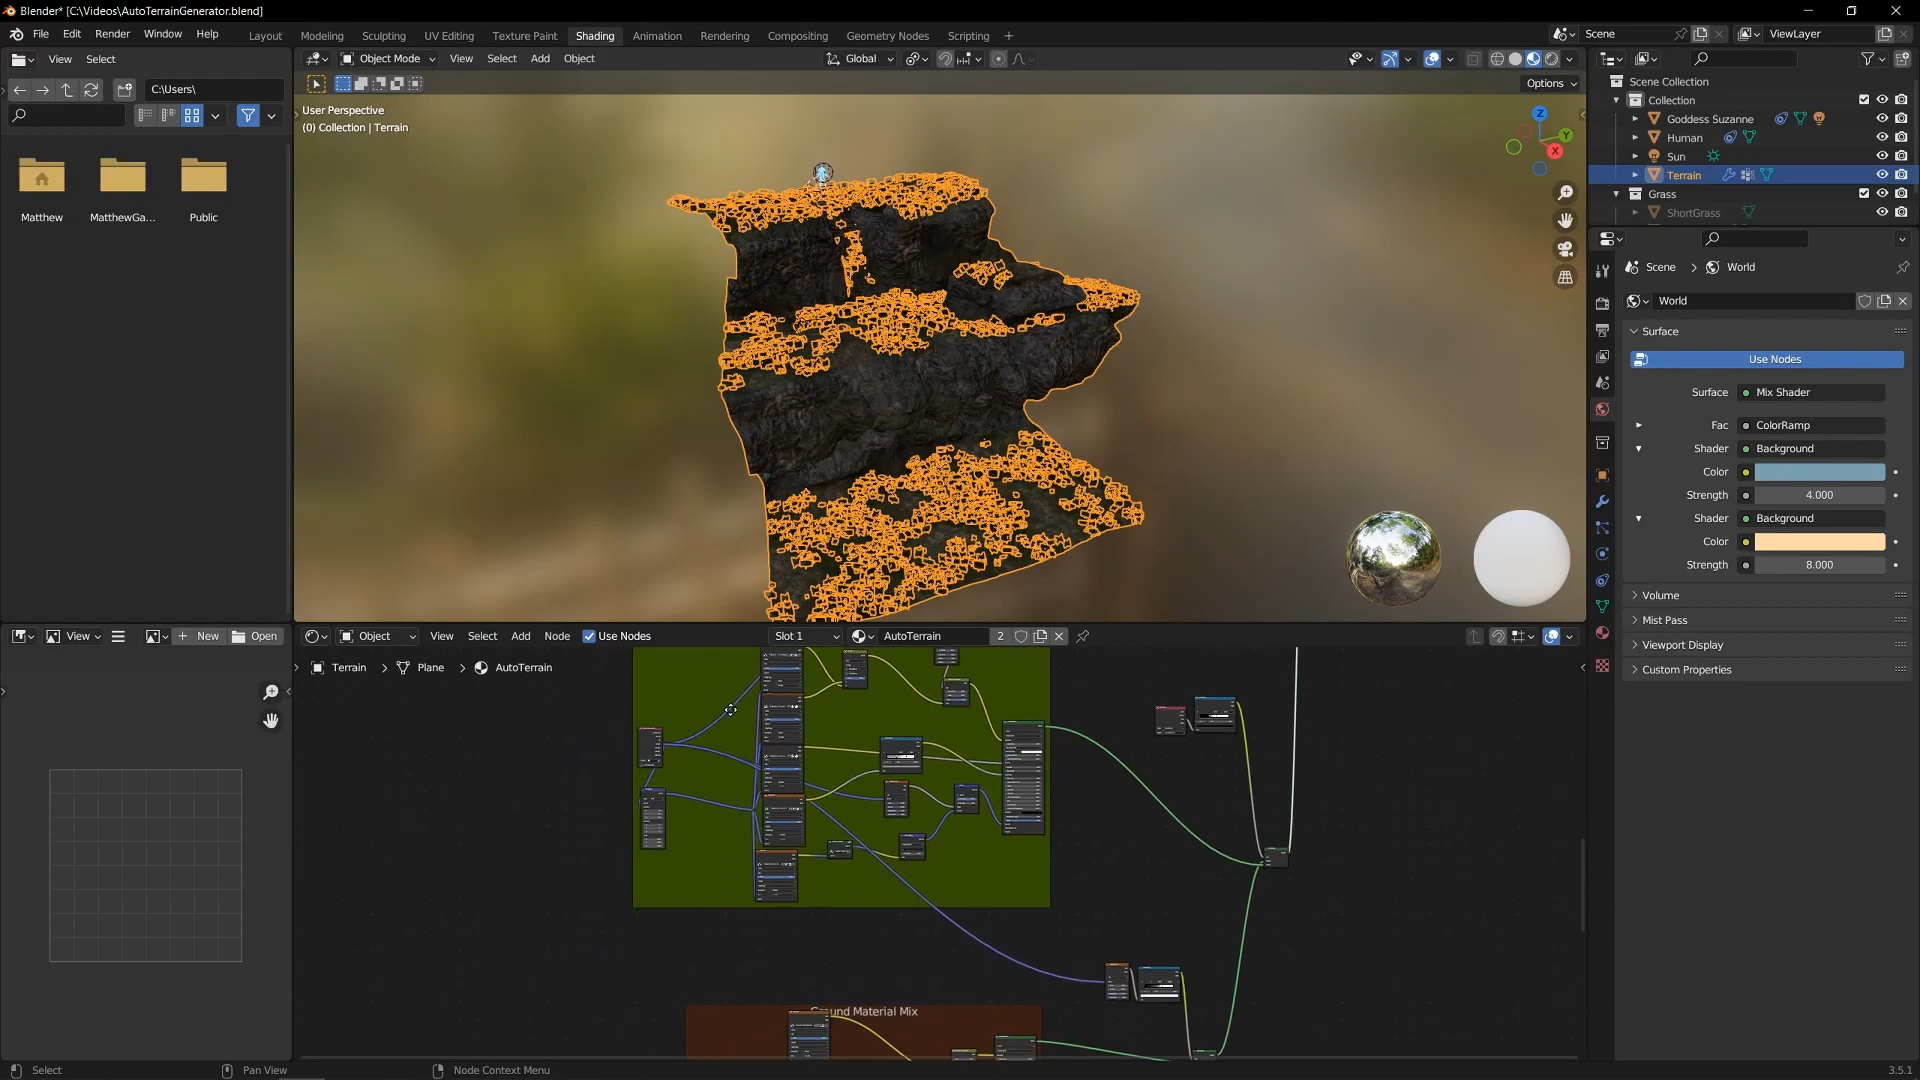 Blender* [C:\Videos\AutoTerrainGenerator.blend]
File Edit Render Window Help
Layout Modeling Sculpting UV Editing Texture Paint Shading Animation Rendering Compositing Geometry Nodes Scripting +
Scene ViewLayer
View Select
Object Mode View Select Add Object Global
C:\Users\
Options
User Perspective
(0) Collection | Terrain
Matthew MatthewGa... Public
Z
Y
X
Scene Collection
Collection
Goddess Suzanne
Human
Sun
Terrain
Grass
ShortGrass
Scene > World
World
Surface
Use Nodes
Surface Mix Shader
Fac ColorRamp
Shader Background
Color
Strength 4.000
Shader Background
Color
Strength 8.000
Volume
Mist Pass
Viewport Display
Custom Properties
View New Open
Object View Select Add Node Use Nodes Slot 1 AutoTerrain 2
Terrain > Plane > AutoTerrain
Ground Material Mix
Select Pan View Node Context Menu 3.5.1